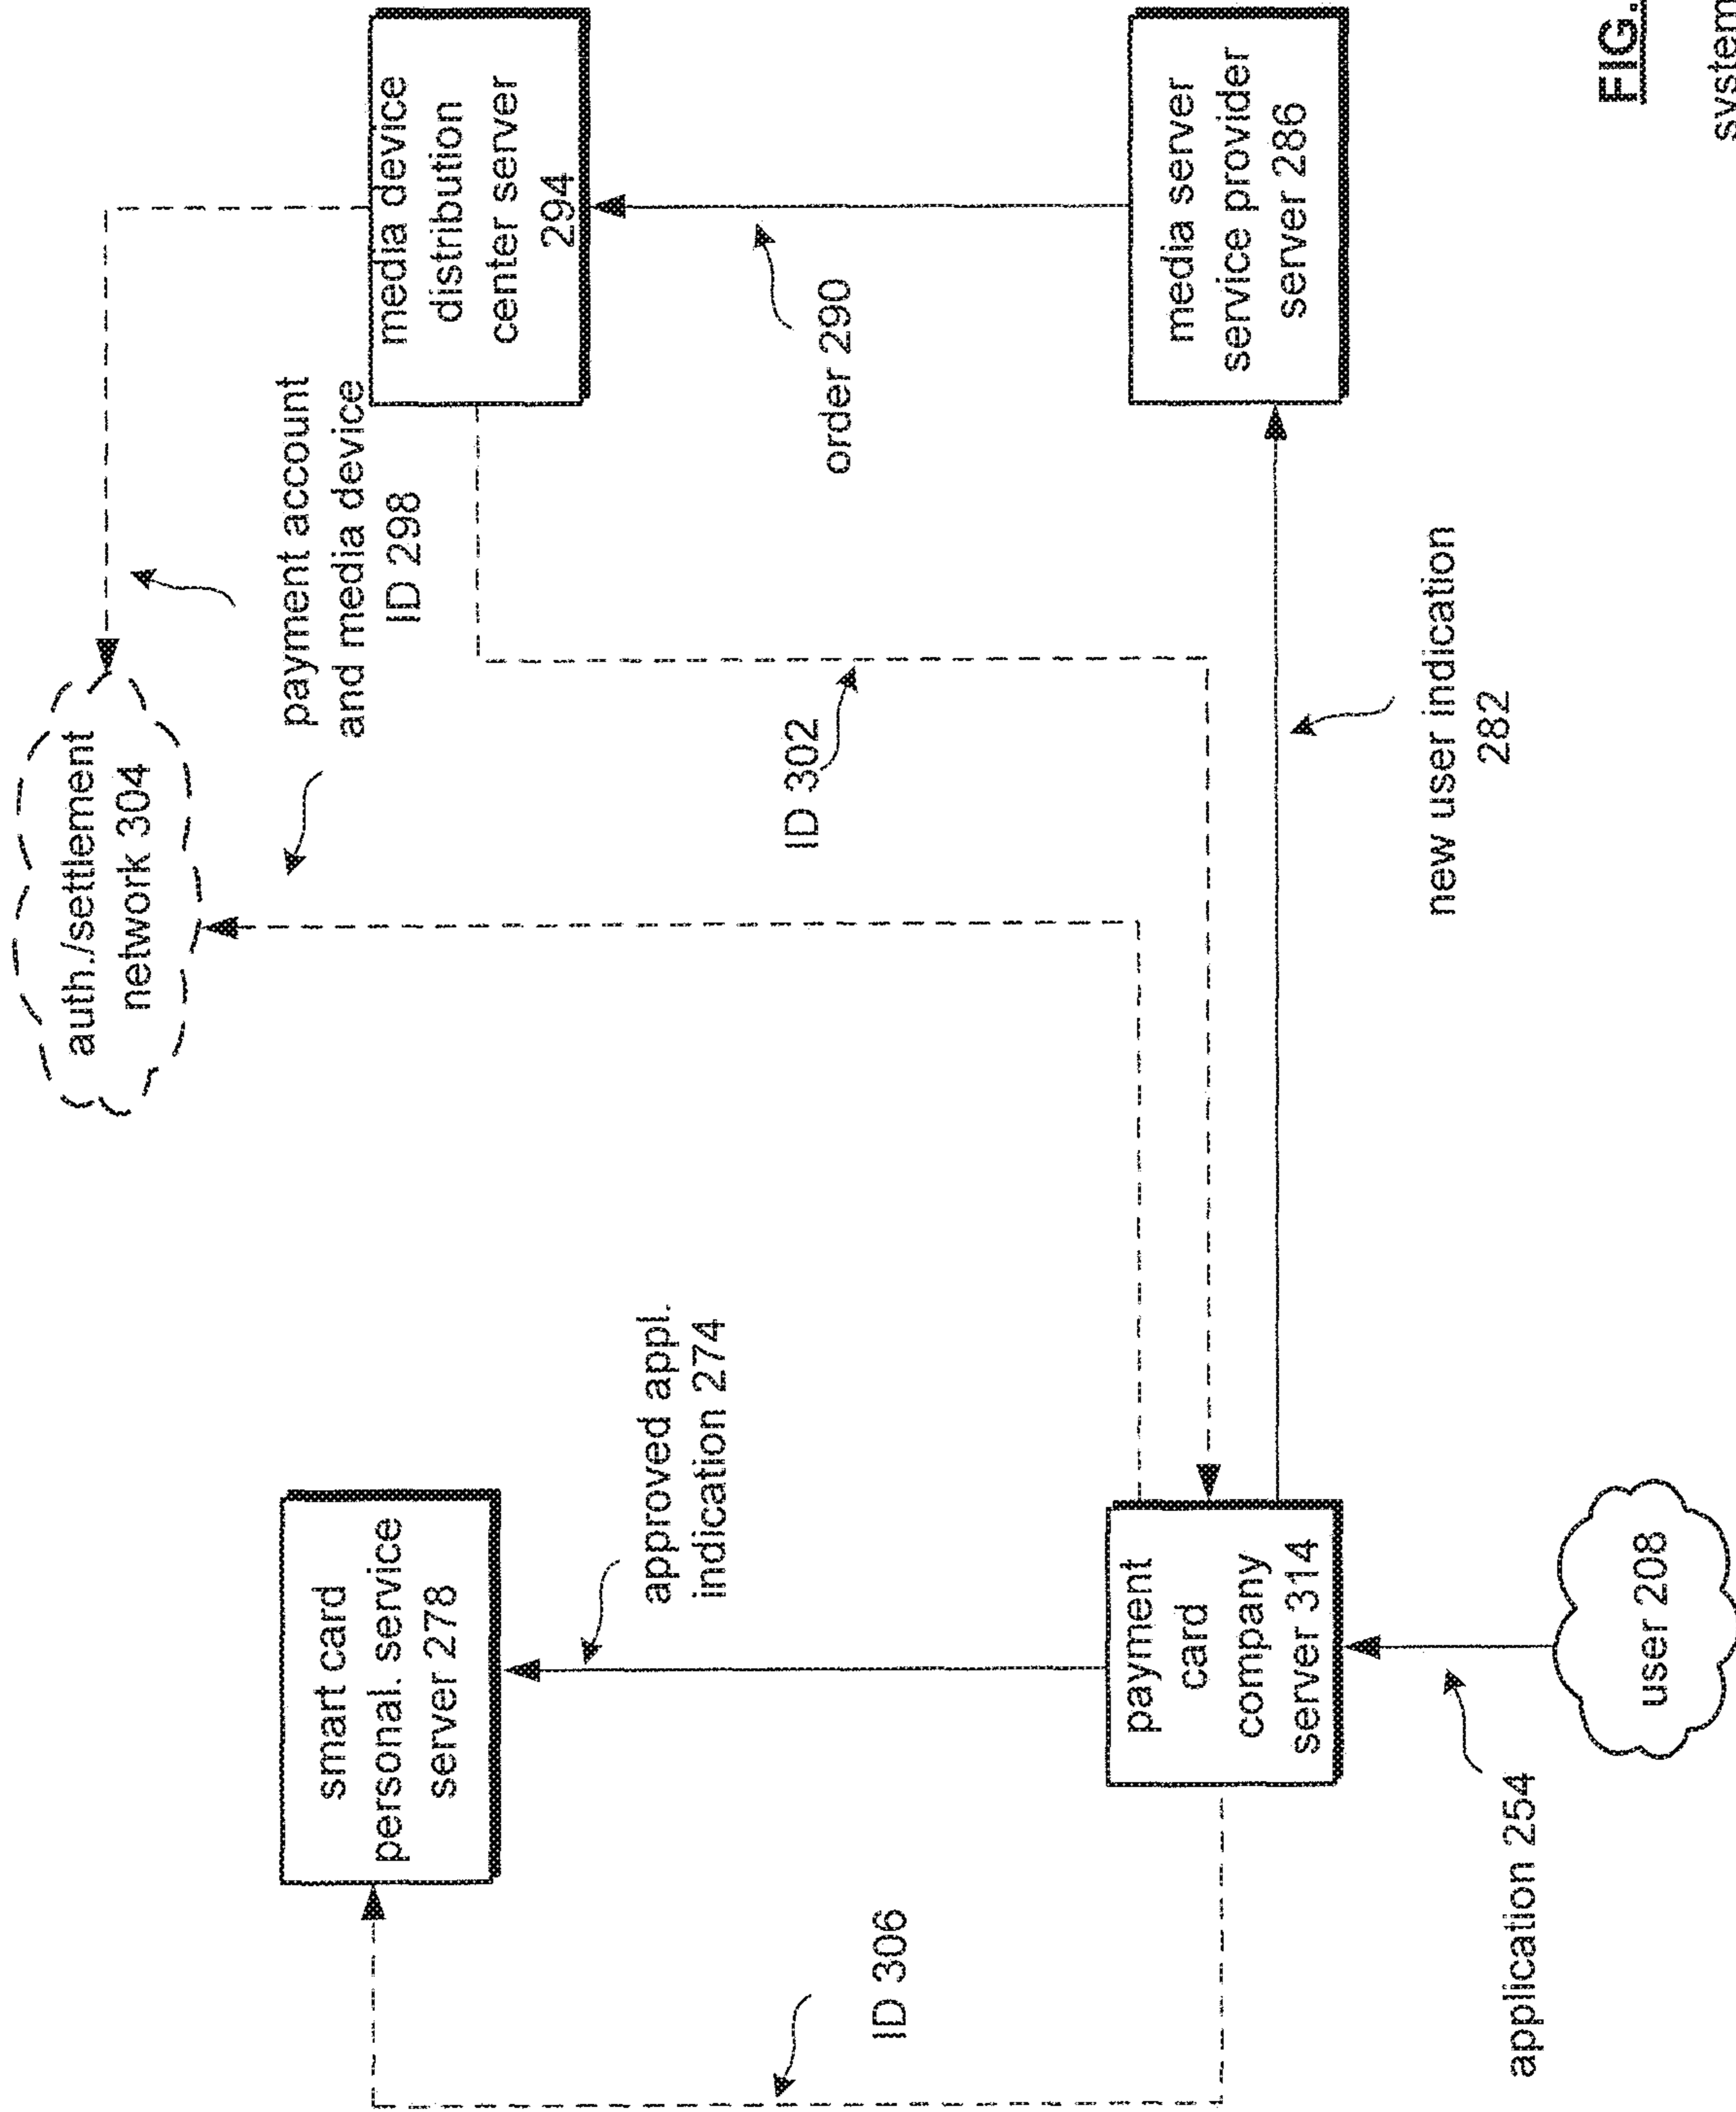 smart card
personal. service
server 278
auth./settlement
network 304
payment account
and media device
ID 298
media device
distribution
center server
294
ID 306
approved appl.
indication 274
ID 302
order 290
payment
card
company
server 314
media server
service provider
server 286
new user indication
282
application 254
user 208
FIG.
system